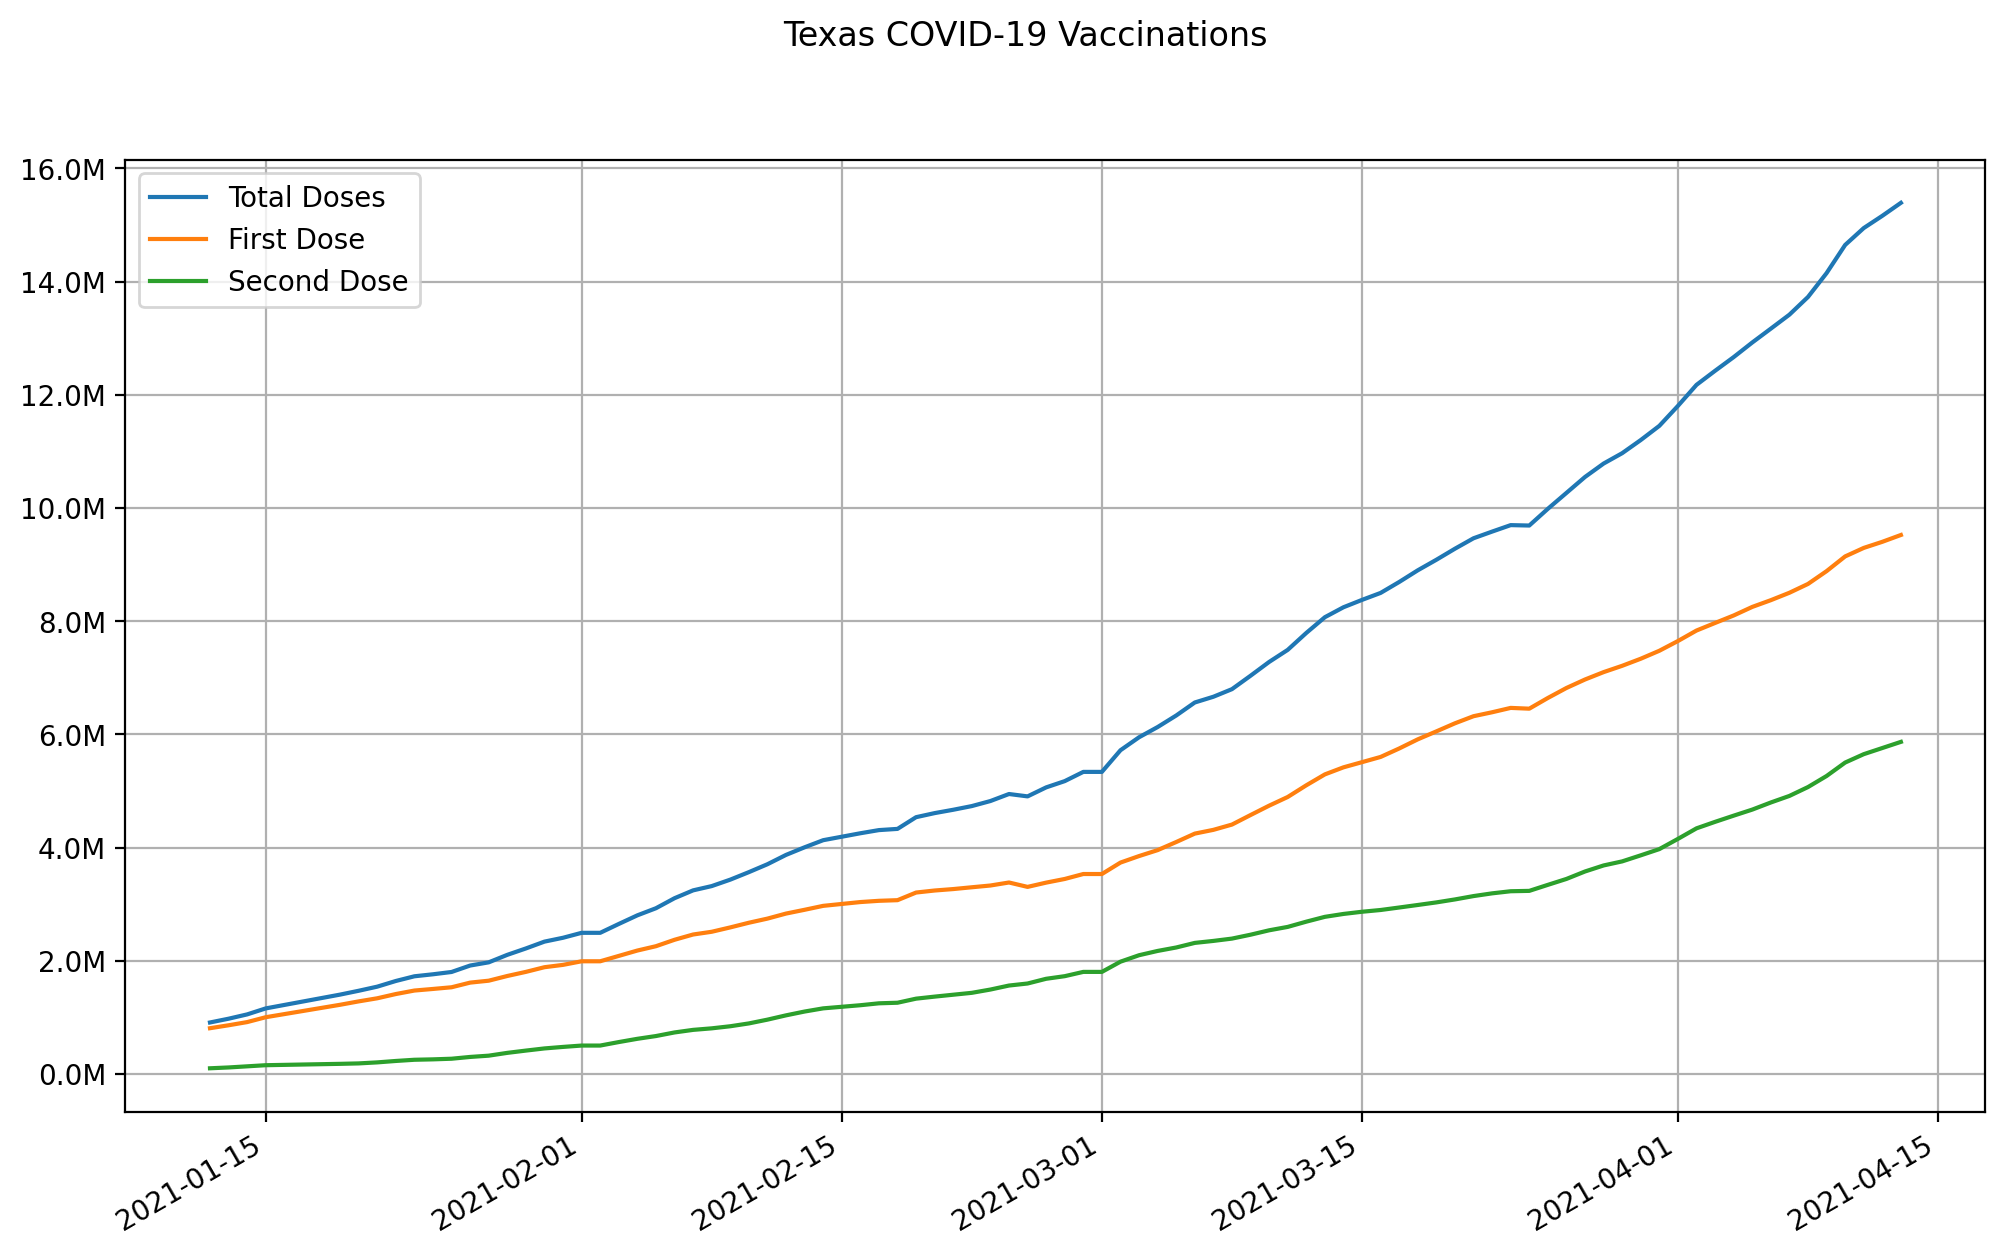 Texas COVID-19 Vaccinations
16.0M
14.0M
12.0M
10.0M
8.0M
6.0M
4.0M
2.0M
0.0M
Total Doses
First Dose
Second Dose
2021-01-15
2021-02-01
2021-02-15
2021-03-01
2021-03-15
2021-04-01
2021-04-15